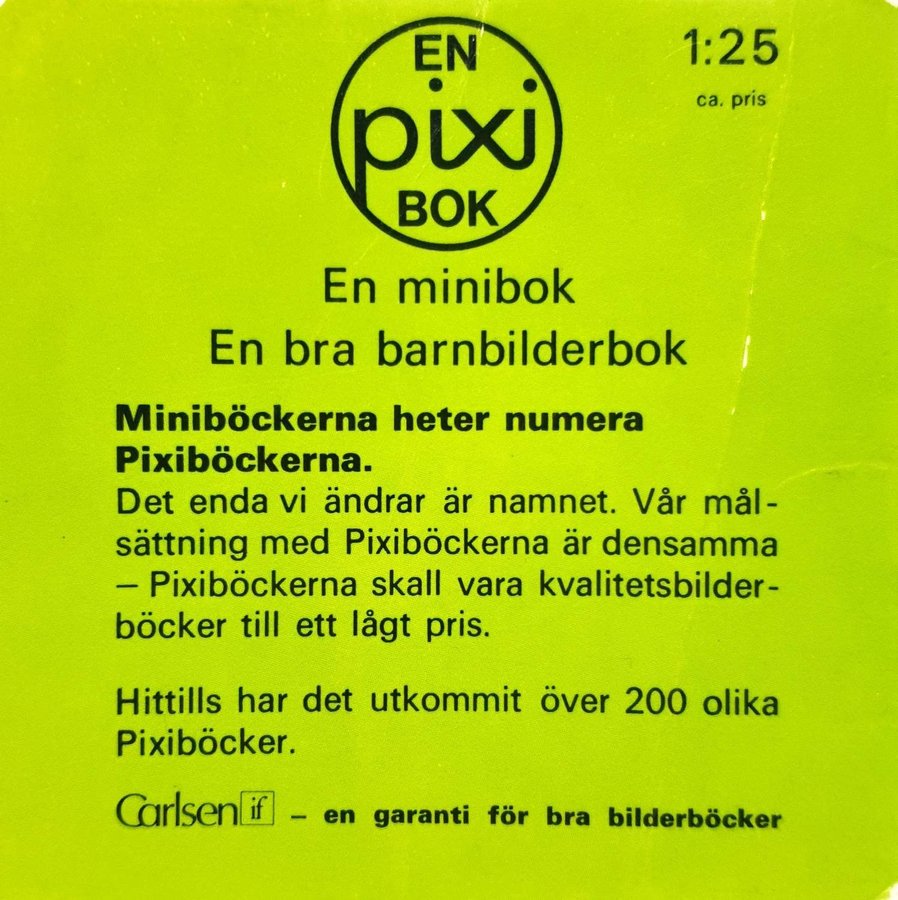 EN
pixi
BOK
1:25
ca. pris
En minibok
En bra barnbilderbok
Miniböckerna heter numera
Pixiböckerna.
Det enda vi ändrar är namnet. Vår mål-
sättning med Pixiböckerna är densamma
– Pixiböckerna skall vara kvalitetsbilder-
böcker till ett lågt pris.
Hittills har det utkommit över 200 olika
Pixiböcker.
Carlsen if – en garanti för bra bilderböcker